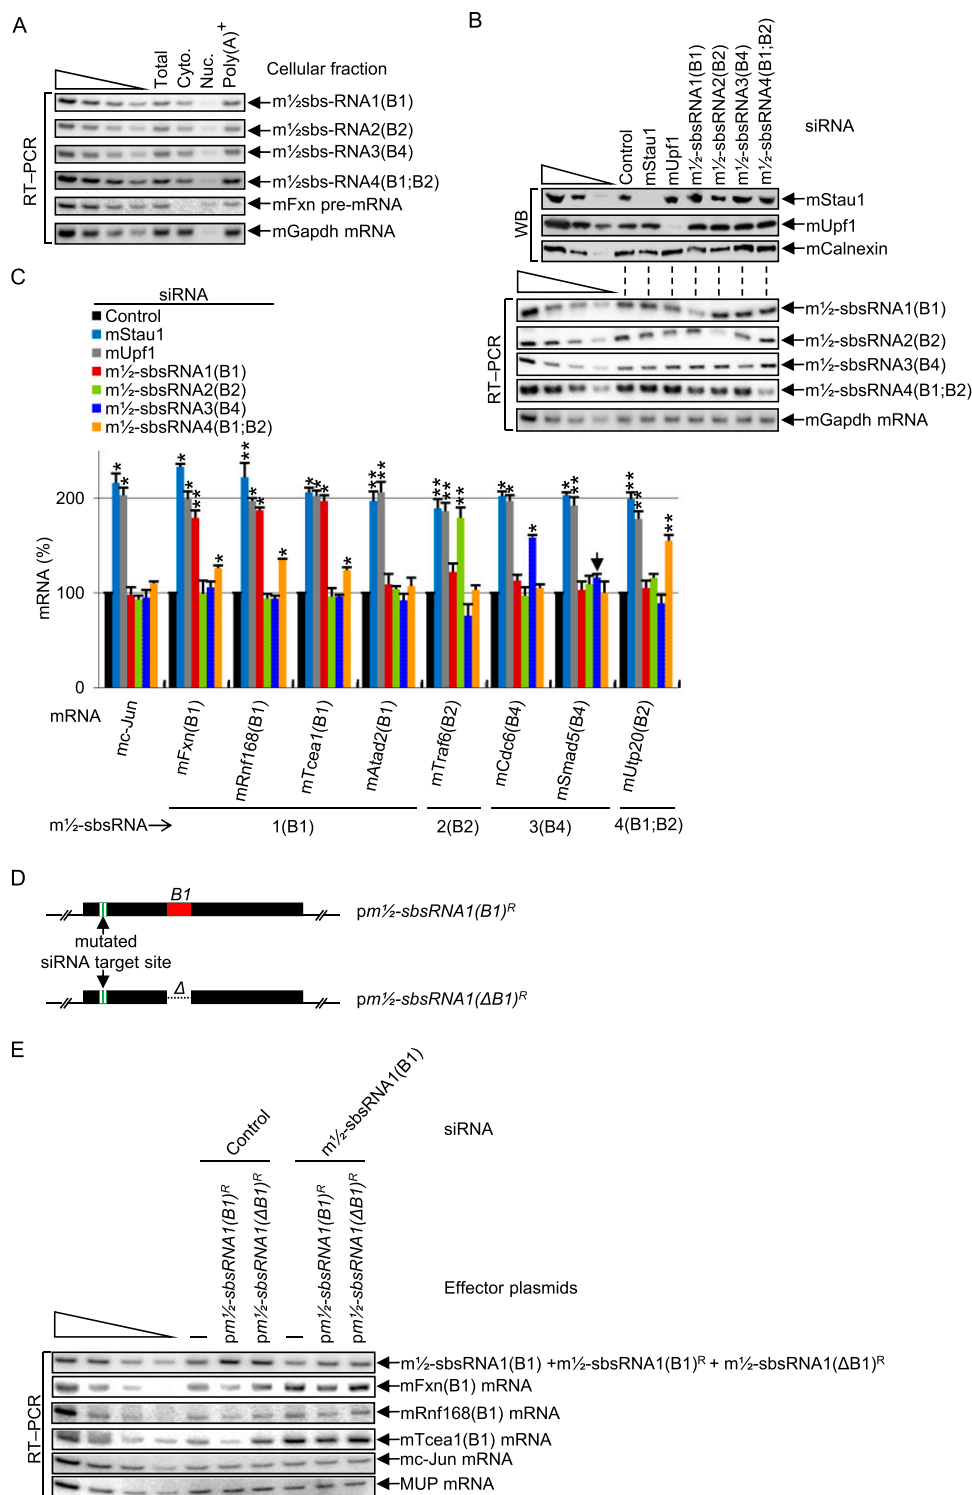 A
Total
Cyto.
Nuc.
Poly(A)+
Cellular fraction
RT–PCR
m½sbs-RNA1(B1)
m½sbs-RNA2(B2)
m½sbs-RNA3(B4)
m½sbs-RNA4(B1;B2)
mFxn pre-mRNA
mGapdh mRNA
B
Control
mStau1
mUpf1
m½-sbsRNA1(B1)
m½-sbsRNA2(B2)
m½-sbsRNA3(B4)
m½-sbsRNA4(B1;B2)
siRNA
WB
mStau1
mUpf1
mCalnexin
RT–PCR
m½-sbsRNA1(B1)
m½-sbsRNA2(B2)
m½-sbsRNA3(B4)
m½-sbsRNA4(B1;B2)
mGapdh mRNA
C
siRNA
Control
mStau1
mUpf1
m½-sbsRNA1(B1)
m½-sbsRNA2(B2)
m½-sbsRNA3(B4)
m½-sbsRNA4(B1;B2)
mRNA (%)
200
100
0
mRNA
mc-Jun
mFxn(B1)
mRnf168(B1)
mTcea1(B1)
mAtad2(B1)
mTraf6(B2)
mCdc6(B4)
mSmad5(B4)
mUtp20(B2)
m½-sbsRNA
1(B1)
2(B2)
3(B4)
4(B1;B2)
D
B1
pm½-sbsRNA1(B1)R
mutated
siRNA target site
Δ
pm½-sbsRNA1(ΔB1)R
E
Control
m½-sbsRNA1(B1)
siRNA
–
pm½-sbsRNA1(B1)R
pm½-sbsRNA1(ΔB1)R
–
pm½-sbsRNA1(B1)R
pm½-sbsRNA1(ΔB1)R
Effector plasmids
RT–PCR
m½-sbsRNA1(B1) +m½-sbsRNA1(B1)R + m½-sbsRNA1(ΔB1)R
mFxn(B1) mRNA
mRnf168(B1) mRNA
mTcea1(B1) mRNA
mc-Jun mRNA
MUP mRNA